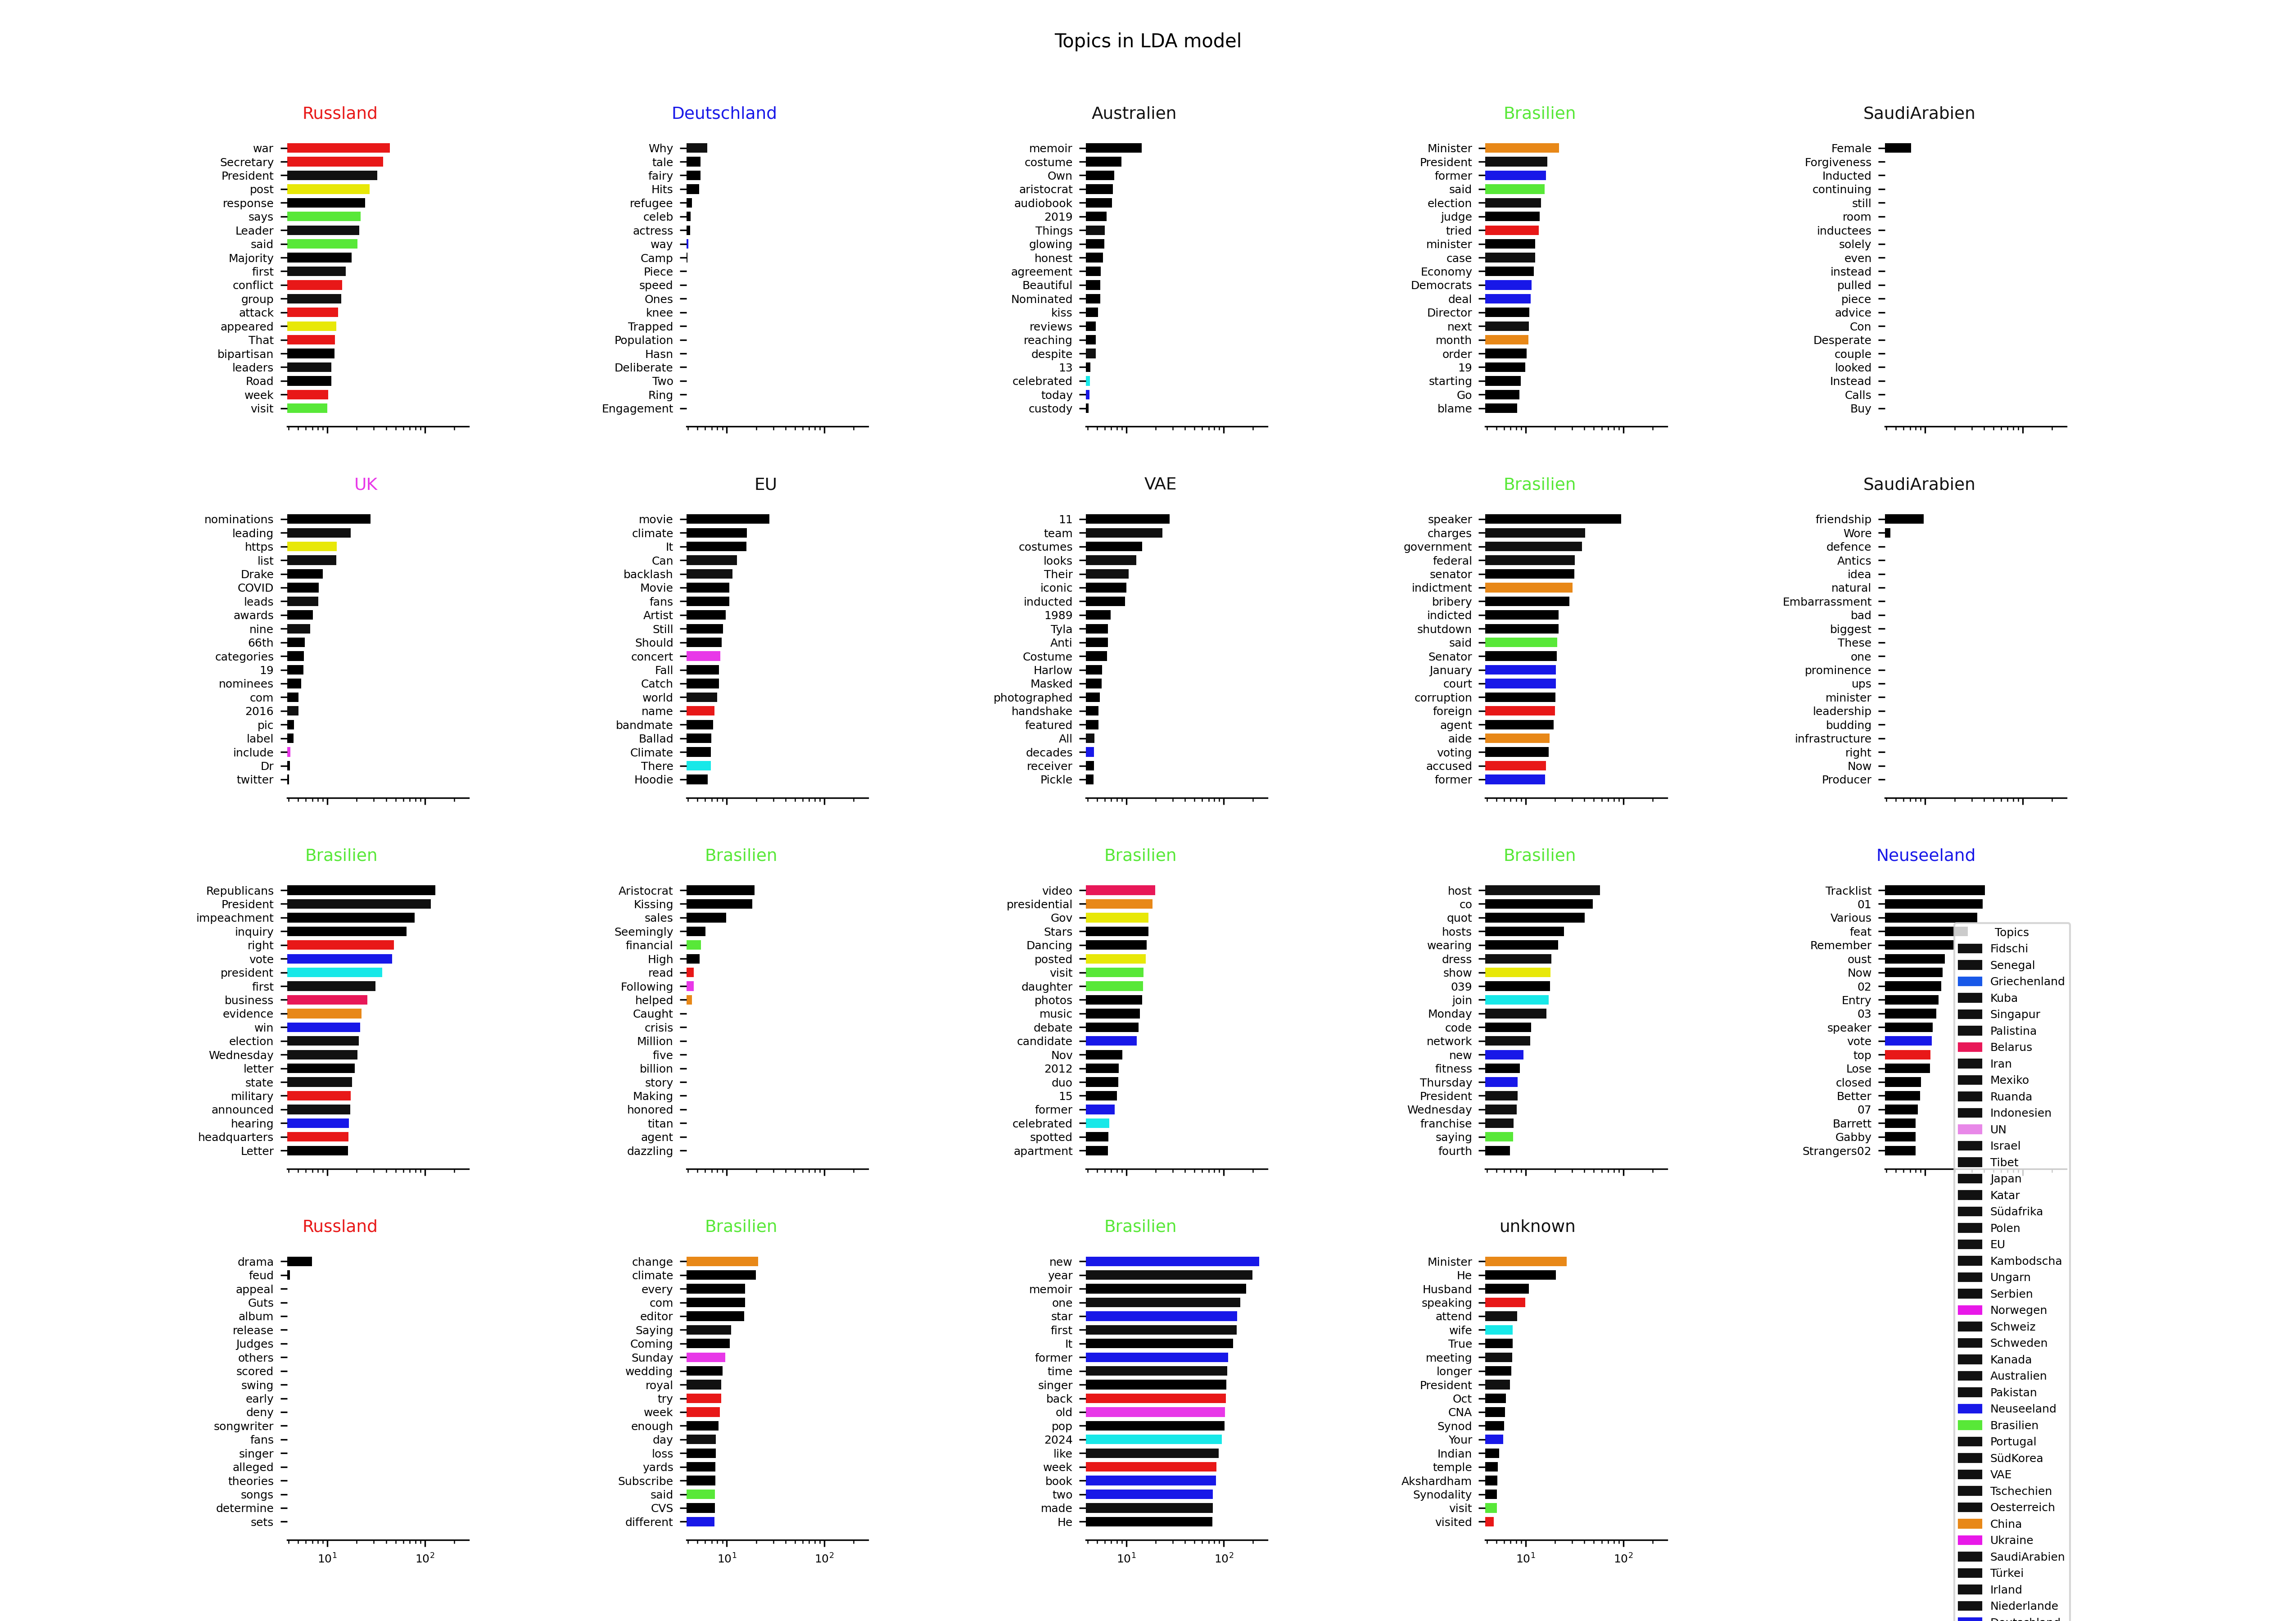 Topics in LDA model
Russland
war
Secretary
President
post
response
says
Leader
said
Majority
first
conflict
group
attack
appeared
That
bipartisan
leaders
Road
week
visit
Deutschland
Why
tale
fairy
Hits
refugee
celeb
actress
way
Camp
Piece
speed
Ones
knee
Trapped
Population
Hasn
Deliberate
Two
Ring
Engagement
Australien
memoir
costume
Own
aristocrat
audiobook
2019
Things
glowing
honest
agreement
Beautiful
Nominated
kiss
reviews
reaching
despite
13
celebrated
today
custody
Brasilien
Minister
President
former
said
election
judge
tried
minister
case
Economy
Democrats
deal
Director
next
month
order
19
starting
Go
blame
SaudiArabien
Female
Forgiveness
Inducted
continuing
still
room
inductees
solely
even
instead
pulled
piece
advice
Con
Desperate
couple
looked
Instead
Calls
Buy
UK
nominations
leading
https
list
Drake
COVID
leads
awards
nine
66th
categories
19
nominees
com
2016
pic
label
include
Dr
twitter
EU
movie
climate
It
Can
backlash
Movie
fans
Artist
Still
Should
concert
Fall
Catch
world
name
bandmate
Ballad
Climate
There
Hoodie
VAE
11
team
costumes
looks
Their
iconic
inducted
1989
Tyla
Anti
Costume
Harlow
Masked
photographed
handshake
featured
All
decades
receiver
Pickle
Brasilien
speaker
charges
government
federal
senator
indictment
bribery
indicted
shutdown
said
Senator
January
court
corruption
foreign
agent
aide
voting
accused
former
SaudiArabien
friendship
Wore
defence
Antics
idea
natural
Embarrassment
bad
biggest
These
one
prominence
ups
minister
leadership
budding
infrastructure
right
Now
Producer
Brasilien
Republicans
President
impeachment
inquiry
right
vote
president
first
business
evidence
win
election
Wednesday
letter
state
military
announced
hearing
headquarters
Letter
Brasilien
Aristocrat
Kissing
sales
Seemingly
financial
High
read
Following
helped
Caught
crisis
Million
five
billion
story
Making
honored
titan
agent
dazzling
Brasilien
video
presidential
Gov
Stars
Dancing
posted
visit
daughter
photos
music
debate
candidate
Nov
2012
duo
15
former
celebrated
spotted
apartment
Brasilien
host
co
quot
hosts
wearing
dress
show
039
join
Monday
code
network
new
fitness
Thursday
President
Wednesday
franchise
saying
fourth
Neuseeland
Tracklist
01
Various
feat
Remember
oust
Now
02
Entry
03
speaker
vote
top
Lose
closed
Better
07
Barrett
Gabby
Strangers02
Russland
drama
feud
appeal
Guts
album
release
Judges
others
scored
swing
early
deny
songwriter
fans
singer
alleged
theories
songs
determine
sets
10¹
10²
Brasilien
change
climate
every
com
editor
Saying
Coming
Sunday
wedding
royal
try
week
enough
day
loss
yards
Subscribe
said
CVS
different
10¹
10²
Brasilien
new
year
memoir
one
star
first
It
former
time
singer
back
old
pop
2024
like
week
book
two
made
He
10¹
10²
unknown
Minister
He
Husband
speaking
attend
wife
True
meeting
longer
President
Oct
CNA
Synod
Your
Indian
temple
Akshardham
Synodality
visit
visited
10¹
10²
Topics
Fidschi
Senegal
Griechenland
Kuba
Singapur
Palistina
Belarus
Iran
Mexiko
Ruanda
Indonesien
UN
Israel
Tibet
Japan
Katar
Südafrika
Polen
EU
Kambodscha
Ungarn
Serbien
Norwegen
Schweiz
Schweden
Kanada
Australien
Pakistan
Neuseeland
Brasilien
Portugal
SüdKorea
VAE
Tschechien
Oesterreich
China
Ukraine
SaudiArabien
Türkei
Irland
Niederlande